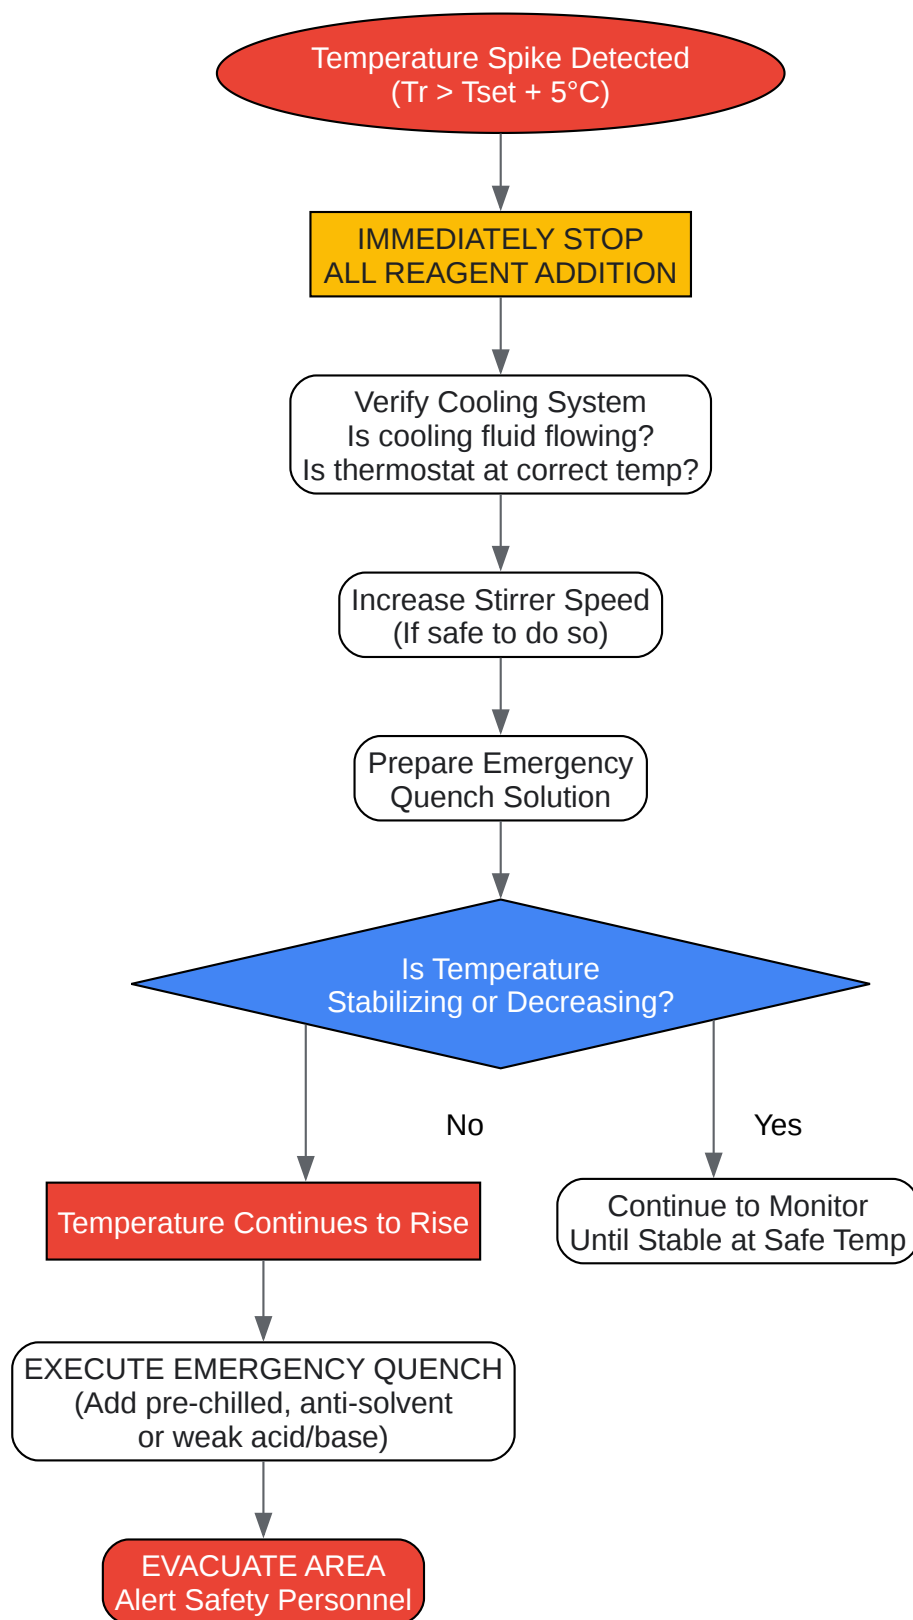 Temperature Spike Detected
(Tr > Tset + 5°C)
IMMEDIATELY STOP
ALL REAGENT ADDITION
Verify Cooling System
Is cooling fluid flowing?
Is thermostat at correct temp?
Increase Stirrer Speed
(If safe to do so)
Prepare Emergency
Quench Solution
Is Temperature
Stabilizing or Decreasing?
No
Yes
Temperature Continues to Rise
Continue to Monitor
Until Stable at Safe Temp
EXECUTE EMERGENCY QUENCH
(Add pre-chilled, anti-solvent
or weak acid/base)
EVACUATE AREA
Alert Safety Personnel